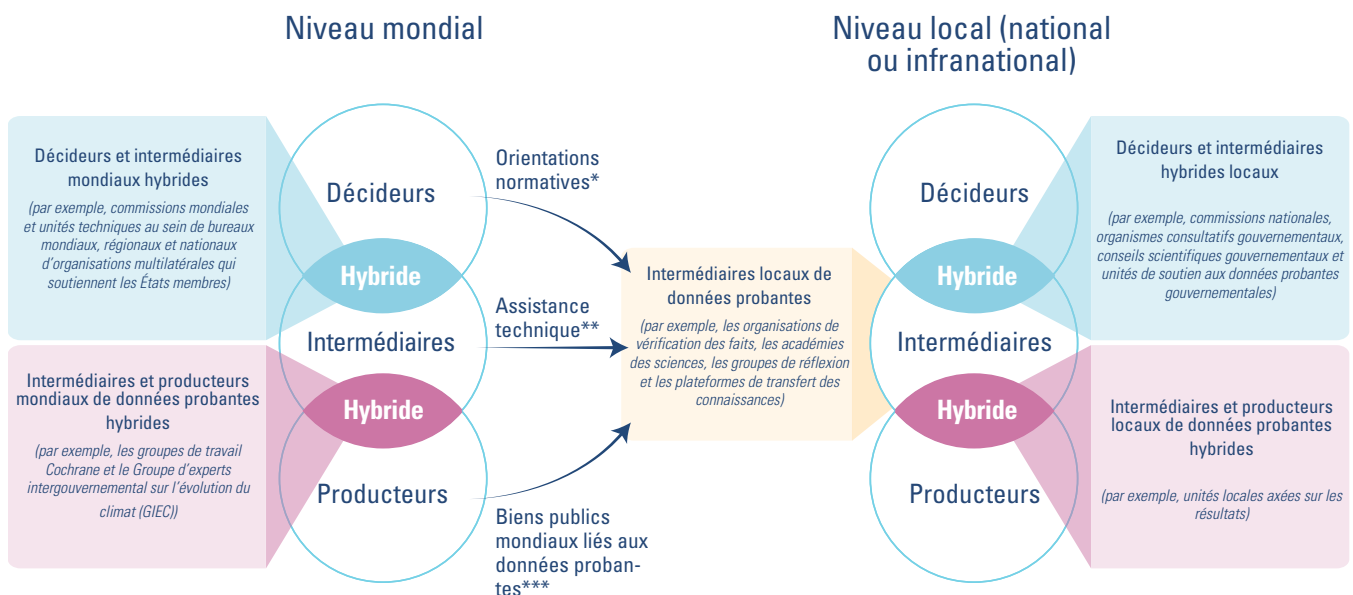 Niveau mondial
Niveau local (national
ou infranational)
Décideurs et intermédiaires
mondiaux hybrides
(par exemple, commissions mondiales
et unités techniques au sein de bureaux
mondiaux, régionaux et nationaux
d'organisations multilatérales qui
soutiennent les États membres)
Intermédiaires et producteurs
mondiaux de données probantes
hybrides
(par exemple, les groupes de travail
Cochrane et le Groupe d'experts
intergouvernemental sur l'évolution du
climat (GIEC))
Décideurs
Hybride
Intermédiaires
Hybride
Producteurs
Orientations
normatives*
Assistance
technique**
Biens publics
mondiaux liés aux
données proban-
tes***
Intermédiaires locaux de
données probantes
(par exemple, les organisations de
vérification des faits, les académies
des sciences, les groupes de réflexion
et les plateformes de transfert des
connaissances)
Décideurs
Hybride
Intermédiaires
Hybride
Producteurs
Décideurs et intermédiaires
hybrides locaux
(par exemple, commissions nationales,
organismes consultatifs gouvernementaux,
conseils scientifiques gouvernementaux et
unités de soutien aux données probantes
gouvernementales)
Intermédiaires et producteurs
locaux de données probantes
hybrides
(par exemple, unités locales axées sur les
résultats)